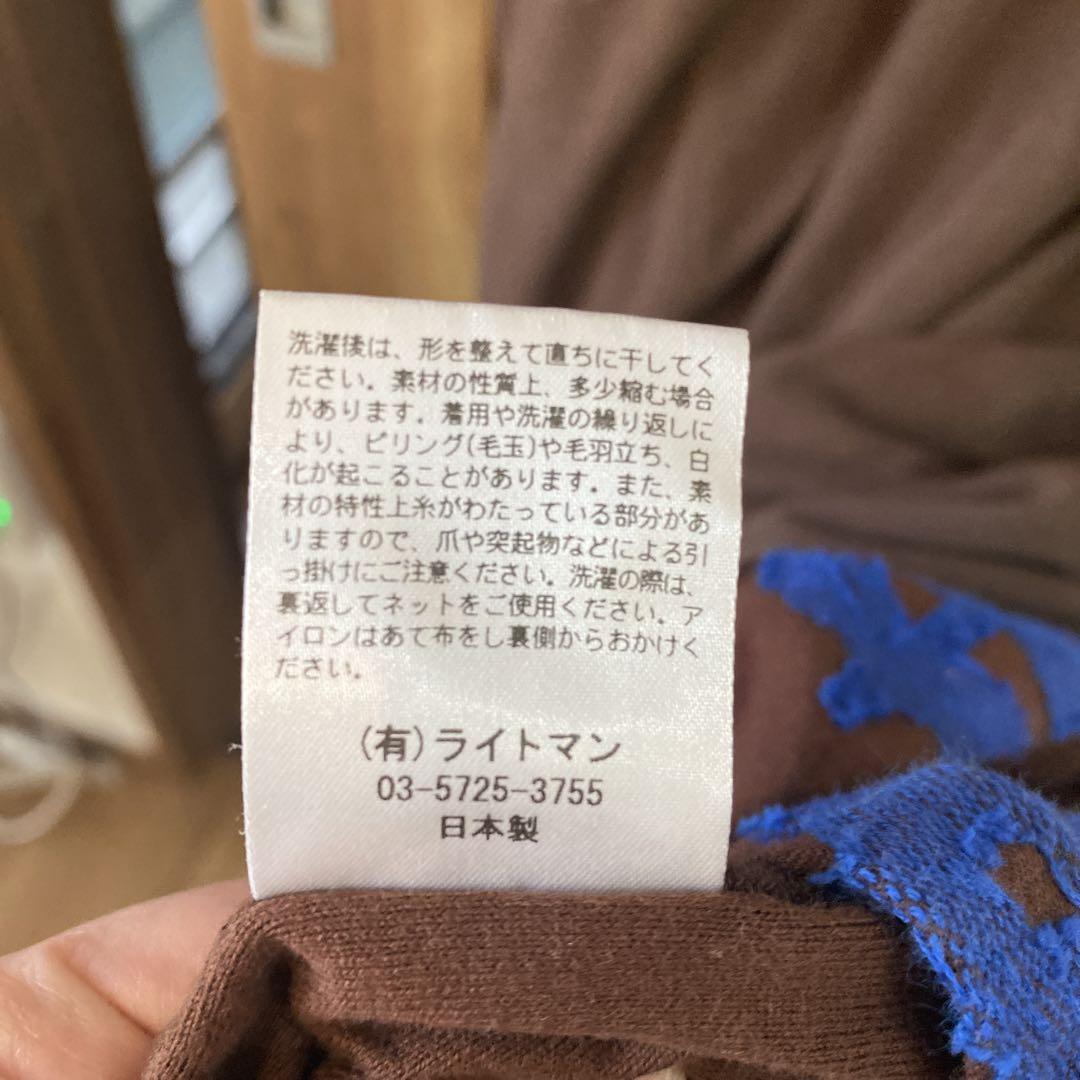 洗濯後は、形を整えて直ちに干してく
ださい．素材の性質上、多少縮む場合
があります．着用や洗濯の繰り返しに
より、ピリング(毛玉)や毛羽立ち、白
化が起こることがあります．また、素
材の特性上糸がわたっている部分があ
りますので、爪や突起物などによる引
っ掛けにご注意ください．洗濯の際は、
裏返してネットをご使用ください．ア
イロンはあて布をし裏側からおかけく
ださい．
(有)ライトマン
03-5725-3755
日本製